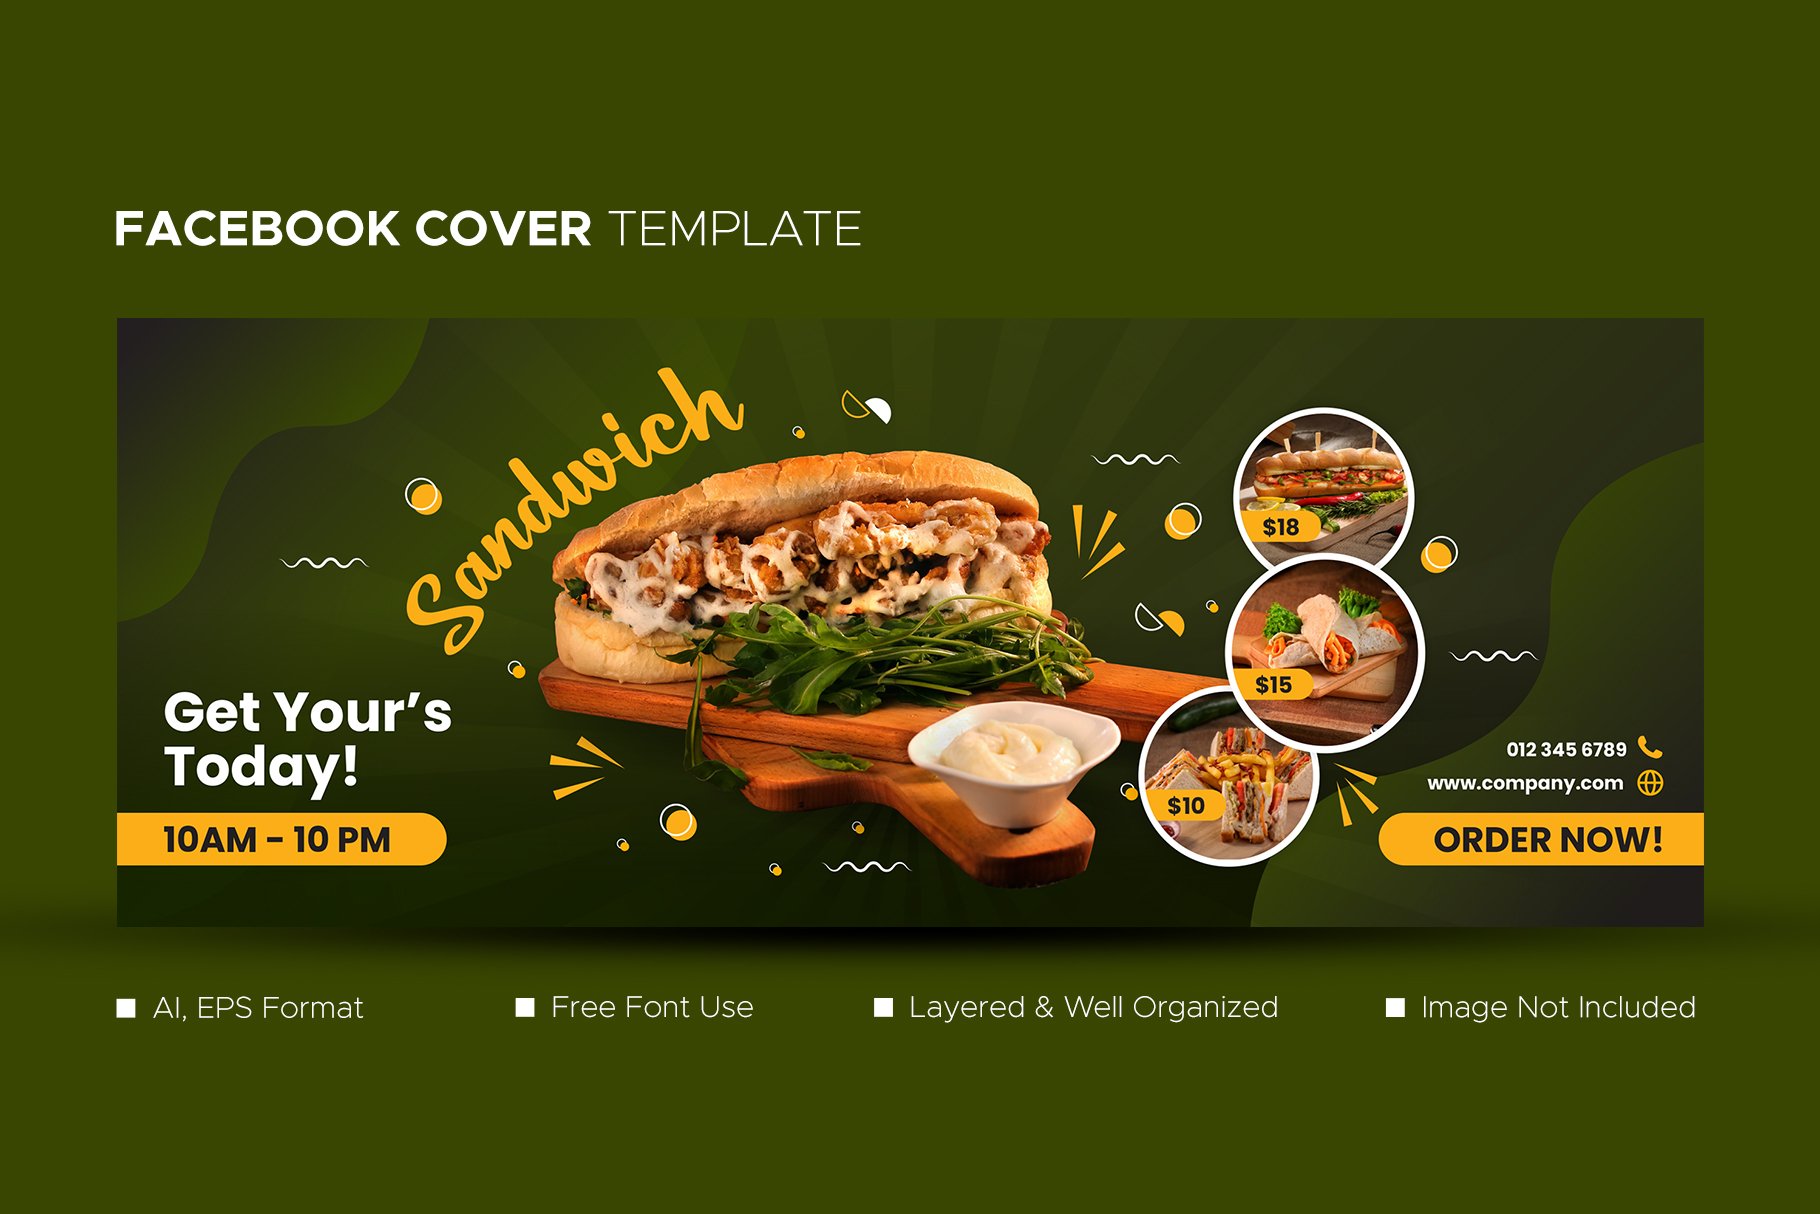 FACEBOOK COVER TEMPLATE
Sandwich
Get Your’s
Today!
10AM - 10 PM
$18
$15
$10
012 345 6789
www.company.com
ORDER NOW!
AI, EPS Format
Free Font Use
Layered & Well Organized
Image Not Included